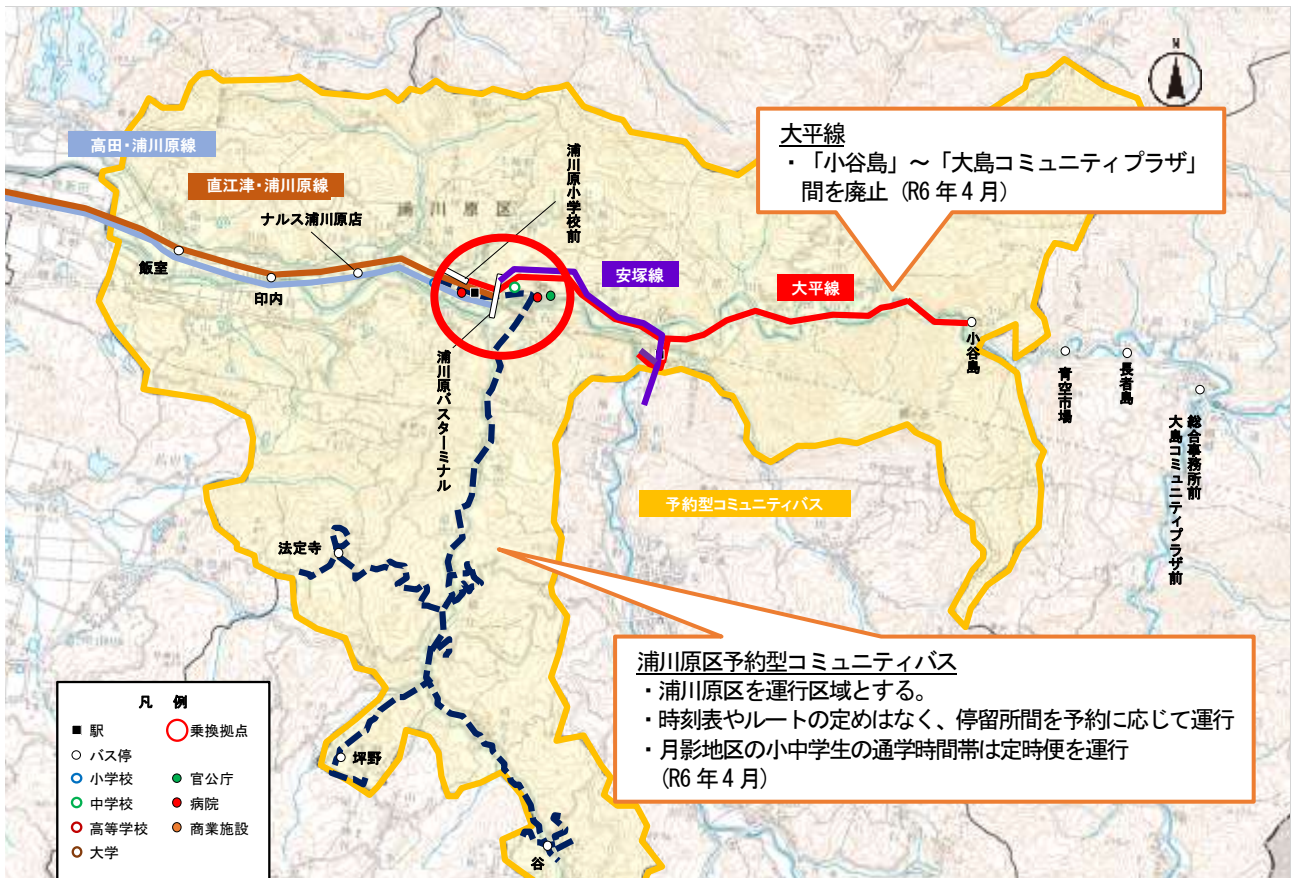 N
大平線
・「小谷島」～「大島コミュニティプラザ」
間を廃止（R6 年 4 月）
高田・浦川原線
直江津・浦川原線
ナルス浦川原店
浦川原区
浦川原小学校前
飯室
印内
安塚線
大平線
小谷島
青空市場
長者島
総合事務所前
大島コミュニティプラザ前
浦川原バスターミナル
予約型コミュニティバス
法定寺
坪野
谷
浦川原区予約型コミュニティバス
・浦川原区を運行区域とする。
・時刻表やルートの定めはなく、停留所間を予約に応じて運行
・月影地区の小中学生の通学時間帯は定時便を運行
（R6 年 4 月）
凡 例
駅
乗換拠点
バス停
小学校
官公庁
中学校
病院
高等学校
商業施設
大学